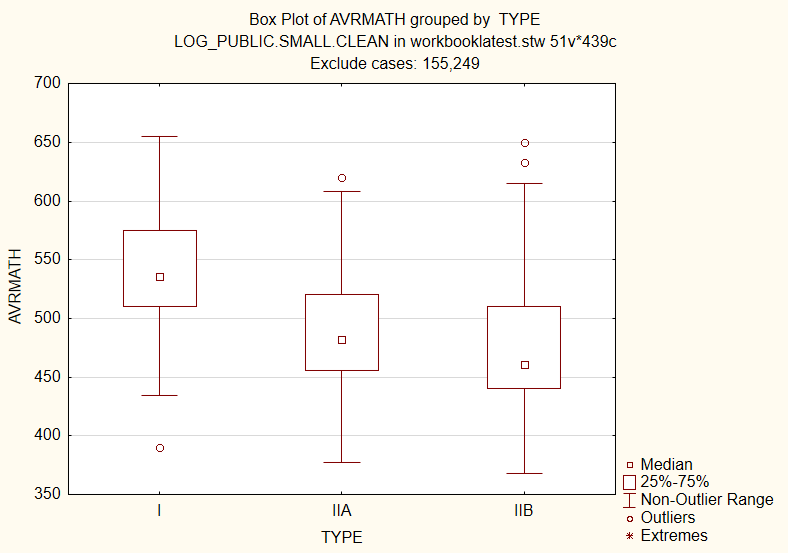 Box Plot of AVRMATH grouped by  TYPE
LOG_PUBLIC.SMALL.CLEAN in workbooklatest.stw 51v*439c
Exclude cases: 155,249
700
650
600
550
500
450
400
350
AVRMATH
I
IIA
IIB
TYPE
Median
25%-75%
Non-Outlier Range
Outliers
Extremes